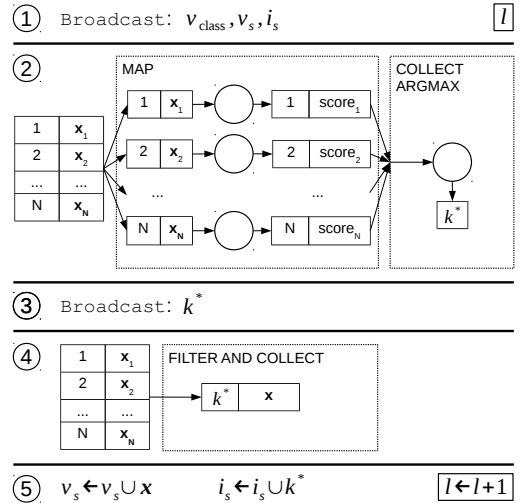 ① Broadcast: v_class, v_s, i_s l
②
MAP COLLECT ARGMAX
1 x_1 1 score_1
1 x_1
2 x_2 2 score_2
2 x_2
... ... ... ...
N x_N
N x_N N score_N
k*
③ Broadcast: k*
④
1 x_1 FILTER AND COLLECT
2 x_2
k* x
... ...
N x_N
⑤ v_s ← v_s ∪ x i_s ← i_s ∪ k* l ← l+1